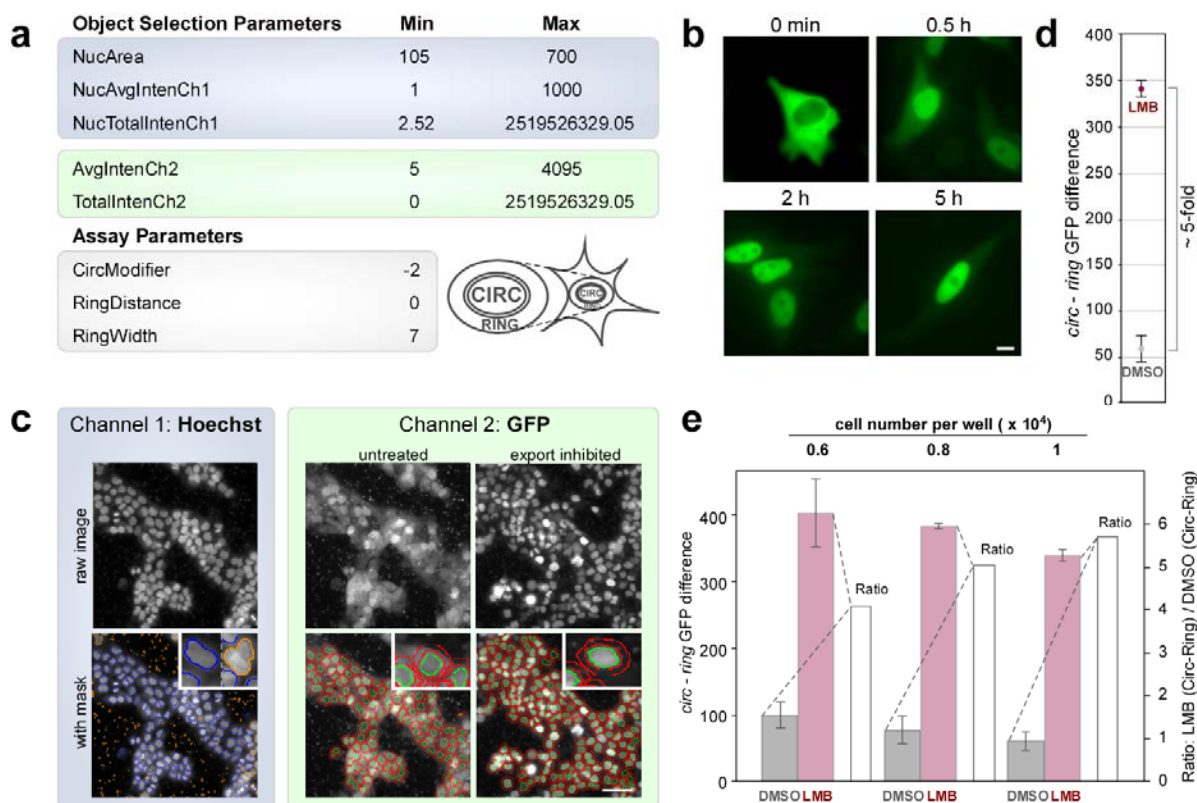 a
Object Selection Parameters Min Max
NucArea 105 700
NucAvgIntenCh1 1 1000
NucTotalIntenCh1 2.52 2519526329.05
AvgIntenCh2 5 4095
TotalIntenCh2 0 2519526329.05
Assay Parameters
CircModifier -2
RingDistance 0
RingWidth 7
CIRC
RING
CIRC
RING
b
0 min 0.5 h
2 h 5 h
d
circ - ring GFP difference
400
350
300
250
200
150
100
50
0
LMB
DMSO
~ 5-fold
c
Channel 1: Hoechst
Channel 2: GFP
untreated export inhibited
raw image
with mask
e
cell number per well ( x 10⁴)
0.6 0.8 1
circ - ring GFP difference
400
300
200
100
0
Ratio
Ratio
Ratio
6
5
4
3
2
1
0
Ratio: LMB (Circ-Ring) / DMSO (Circ-Ring)
DMSO LMB DMSO LMB DMSO LMB